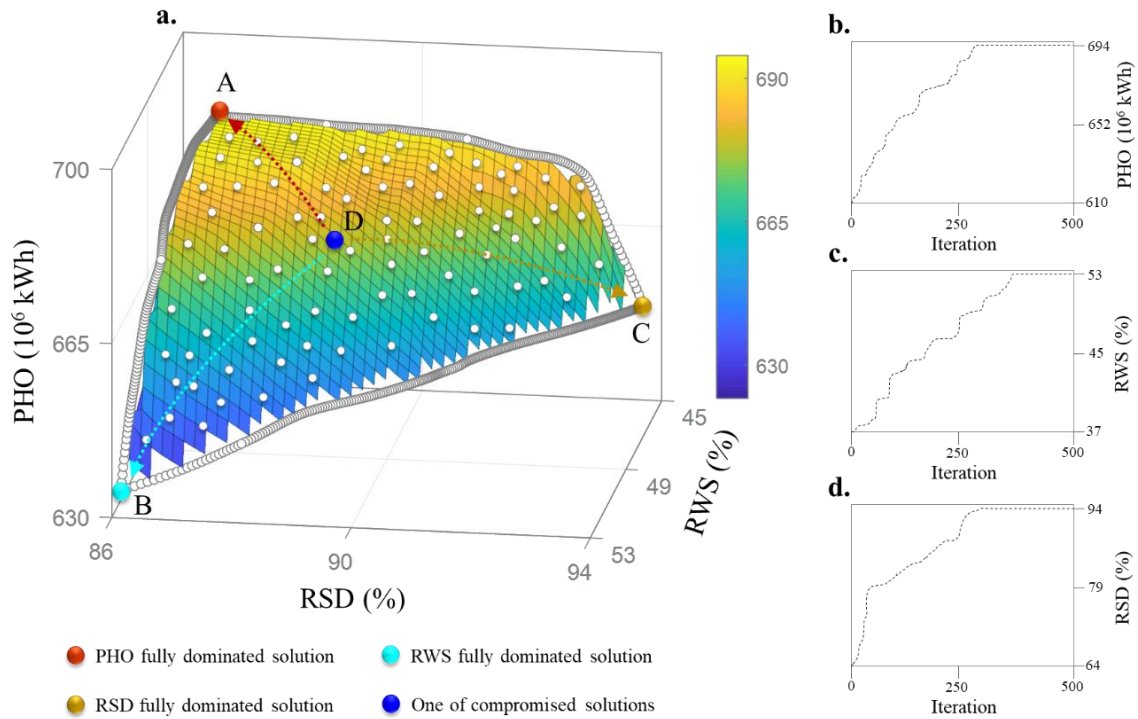 a.
A
B
C
D
PHO (10⁶ kWh)
700
665
630
86
90
94
RSD (%)
53
49
45
RWS (%)
690
665
630
PHO fully dominated solution
RWS fully dominated solution
RSD fully dominated solution
One of compromised solutions
b.
694
652
610
PHO (10⁶ kWh)
0
250
500
Iteration
c.
53
45
37
RWS (%)
0
250
500
Iteration
d.
94
79
64
RSD (%)
0
250
500
Iteration